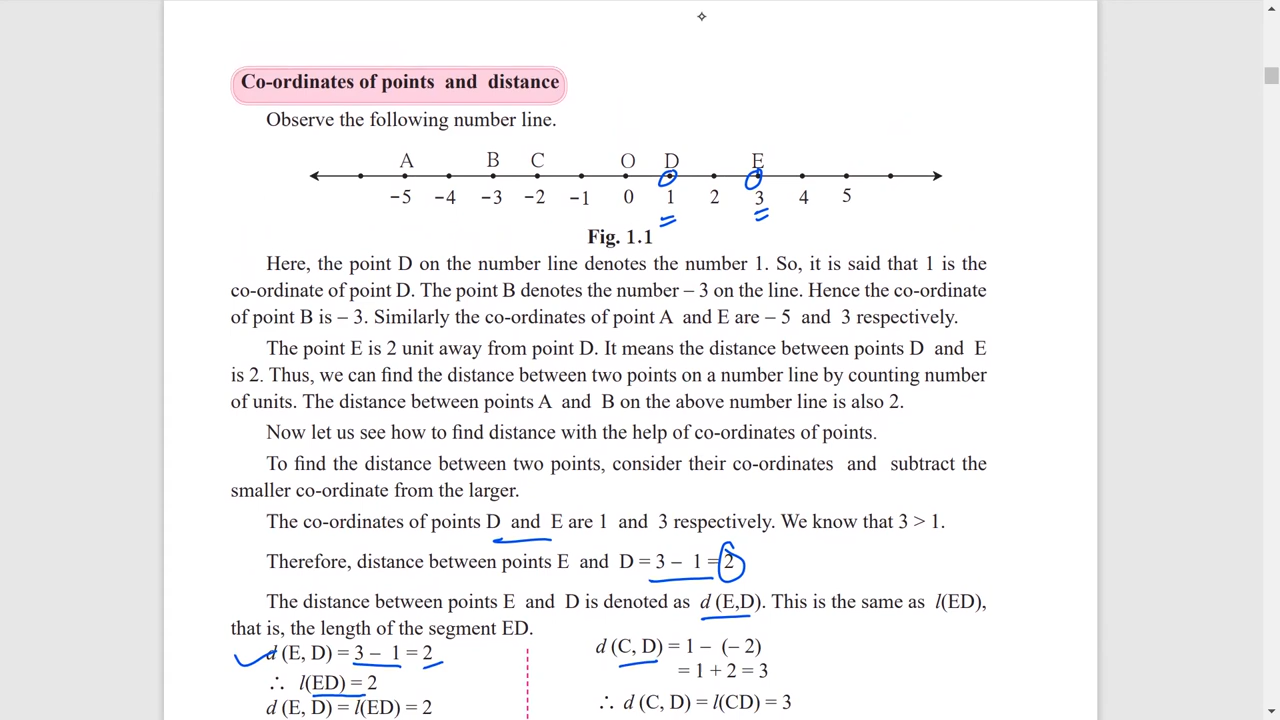 Co-ordinates of points and distance
Observe the following number line.
A B C O D E
−5 −4 −3 −2 −1 0 1 2 3 4 5
Fig. 1.1
Here, the point D on the number line denotes the number 1. So, it is said that 1 is the
co-ordinate of point D. The point B denotes the number – 3 on the line. Hence the co-ordinate
of point B is – 3. Similarly the co-ordinates of point A and E are – 5 and 3 respectively.
The point E is 2 unit away from point D. It means the distance between points D and E
is 2. Thus, we can find the distance between two points on a number line by counting number
of units. The distance between points A and B on the above number line is also 2.
Now let us see how to find distance with the help of co-ordinates of points.
To find the distance between two points, consider their co-ordinates and subtract the
smaller co-ordinate from the larger.
The co-ordinates of points D and E are 1 and 3 respectively. We know that 3 > 1.
Therefore, distance between points E and D = 3 – 1 = 2
The distance between points E and D is denoted as d (E,D). This is the same as l(ED),
that is, the length of the segment ED.
d (E, D) = 3 – 1 = 2
∴ l(ED) = 2
d (E, D) = l(ED) = 2
d (C, D) = 1 – (– 2)
= 1 + 2 = 3
∴ d (C, D) = l(CD) = 3